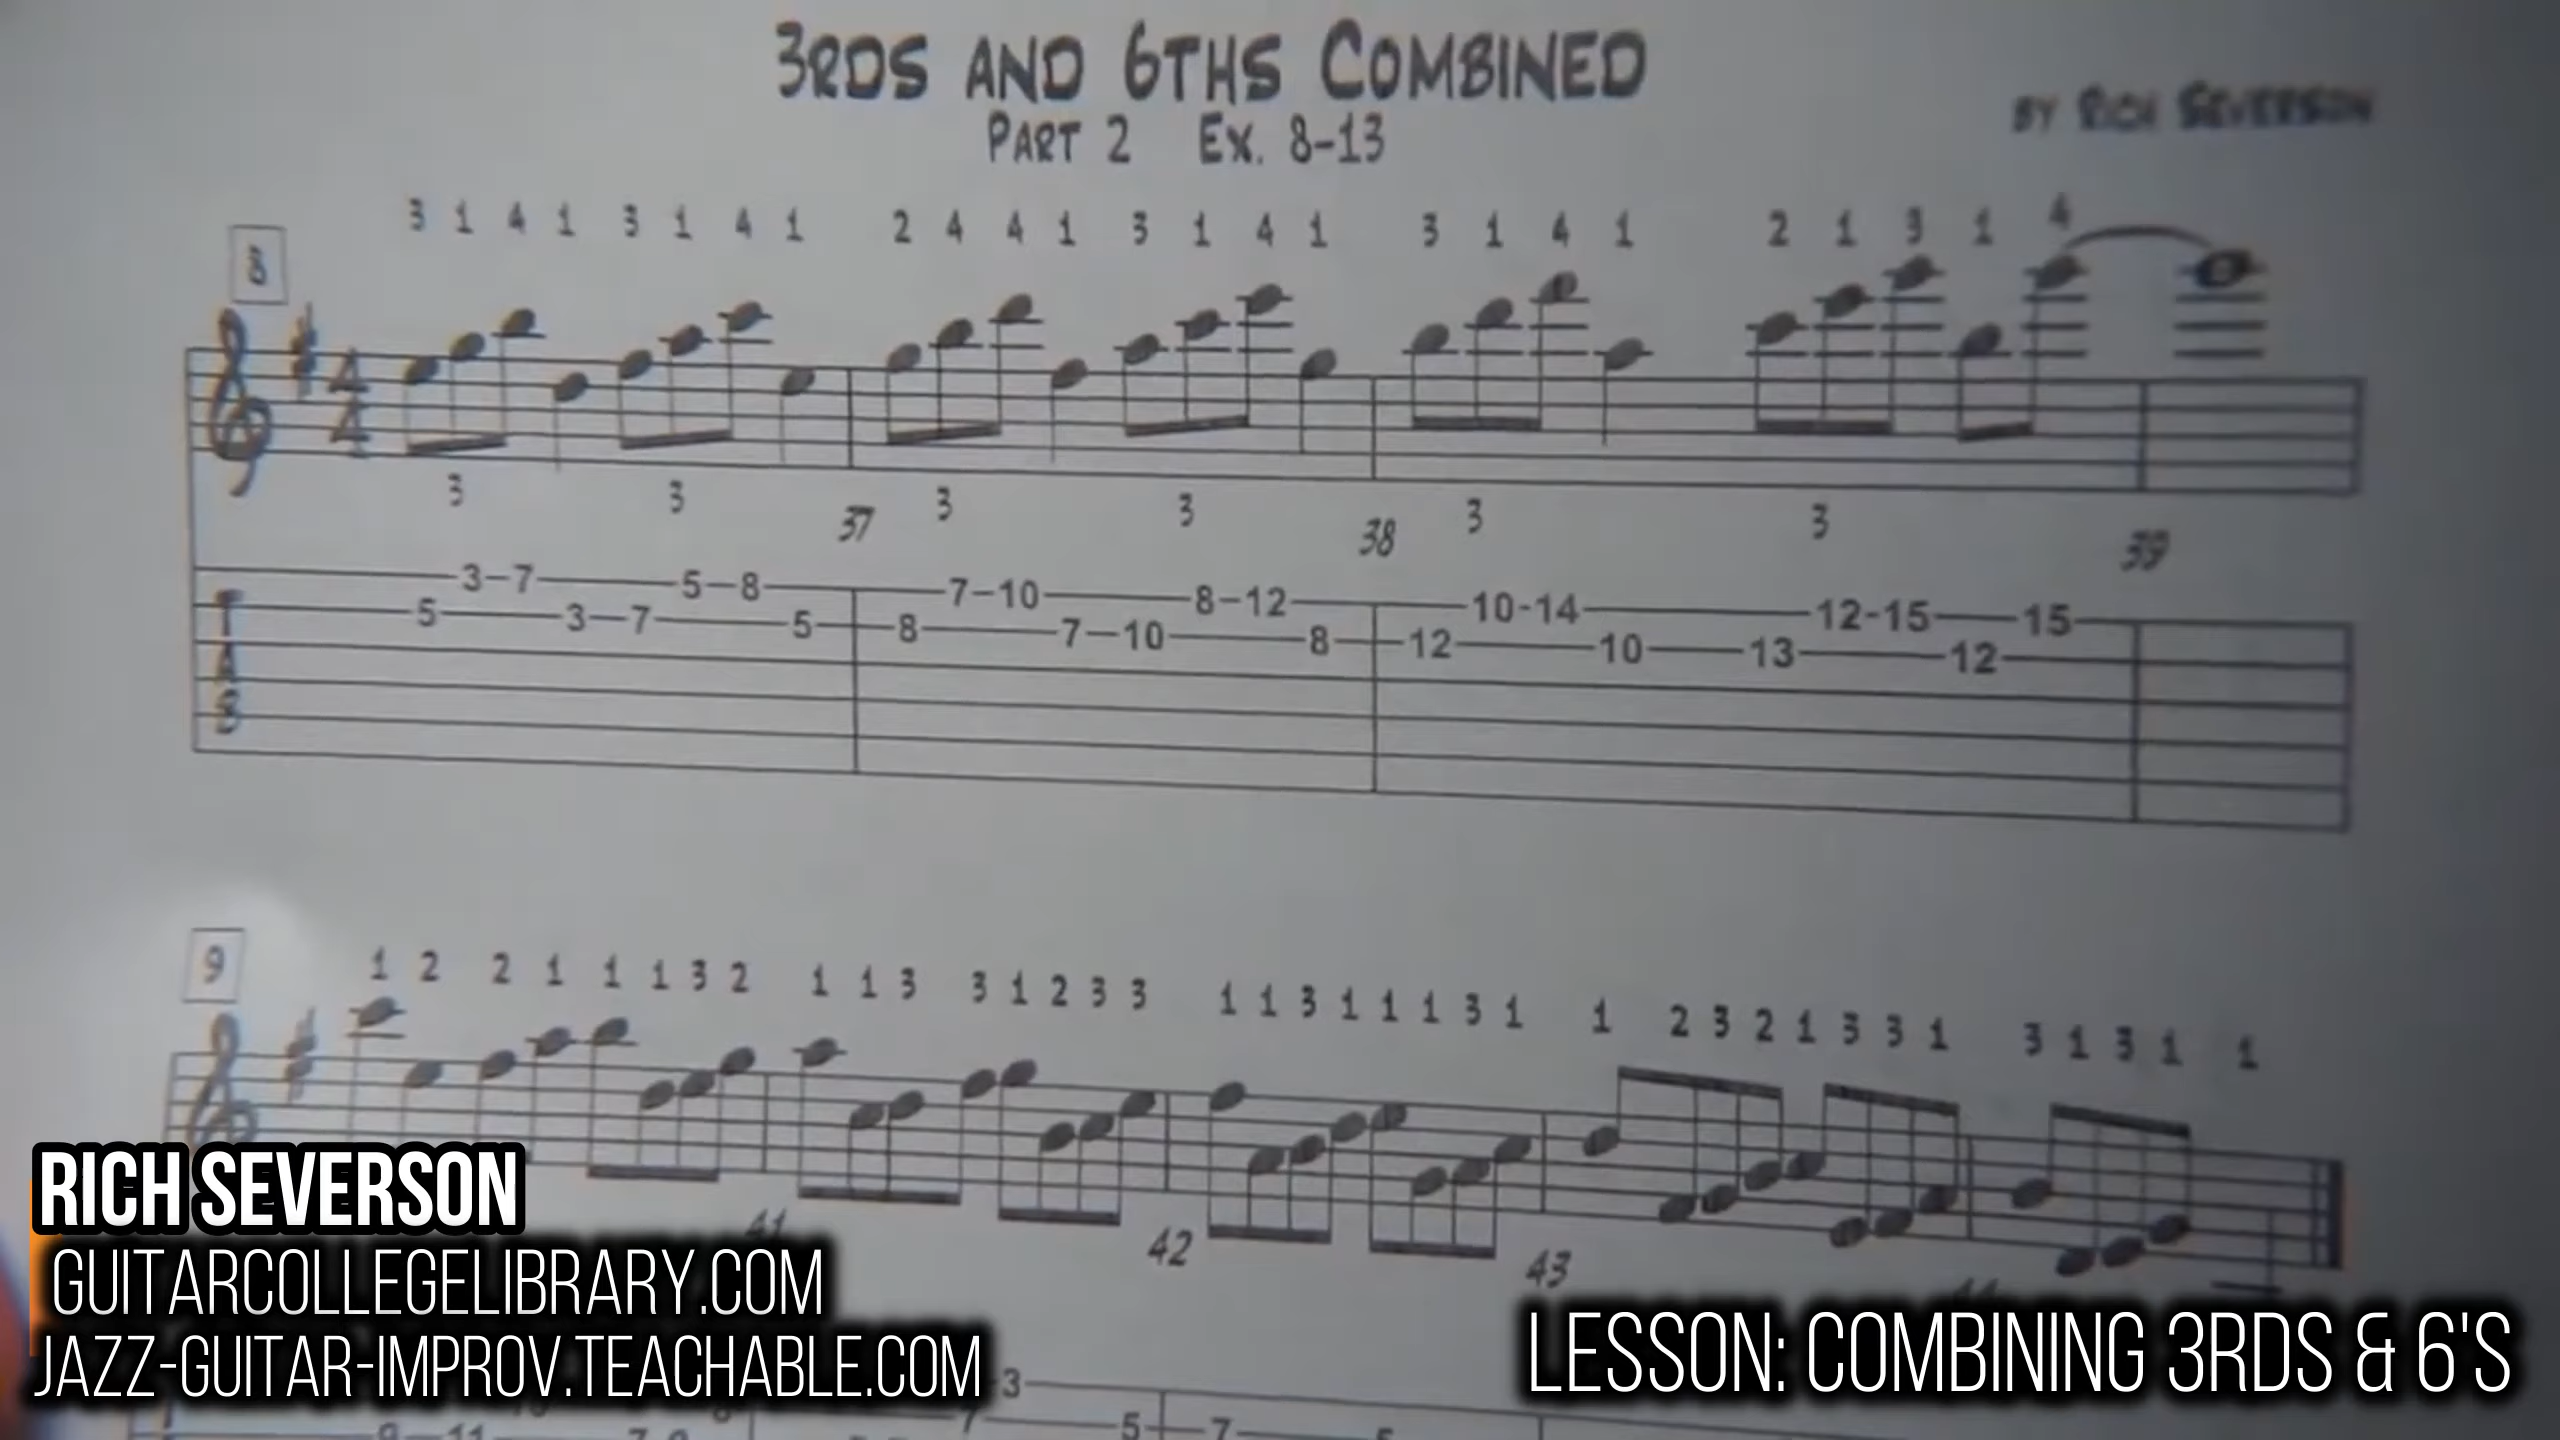 3RDS AND 6THS COMBINED
PART 2 EX. 8-13
BY RICH SEVERSON
8
3 1 4 1 3 1 4 1 2 4 4 1 3 1 4 1 3 1 4 1 2 1 3 1 4
4
4
3 3 37 3 3 38 3 3 39
3-7 5-8 7-10 8-12 10-14 12-15 15
5 3-7 5 8 7-10 8 12 10 13 12
T
A
B
9
1 2 2 1 1 1 3 2 1 1 3 3 1 2 3 3 1 1 3 1 1 1 3 1 1 2 3 2 1 3 3 1 3 1 3 1 1
41 42 43
3
5 7
RICH SEVERSON
GUITARCOLLEGELIBRARY.COM
JAZZ-GUITAR-IMPROV.TEACHABLE.COM
LESSON: COMBINING 3RDS & 6'S